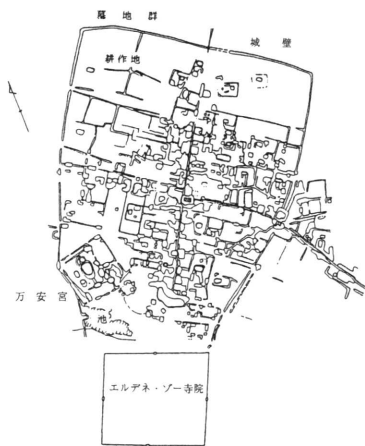 墓地群
城壁
耕作地
万安宮
池
エルデネ・ゾー寺院